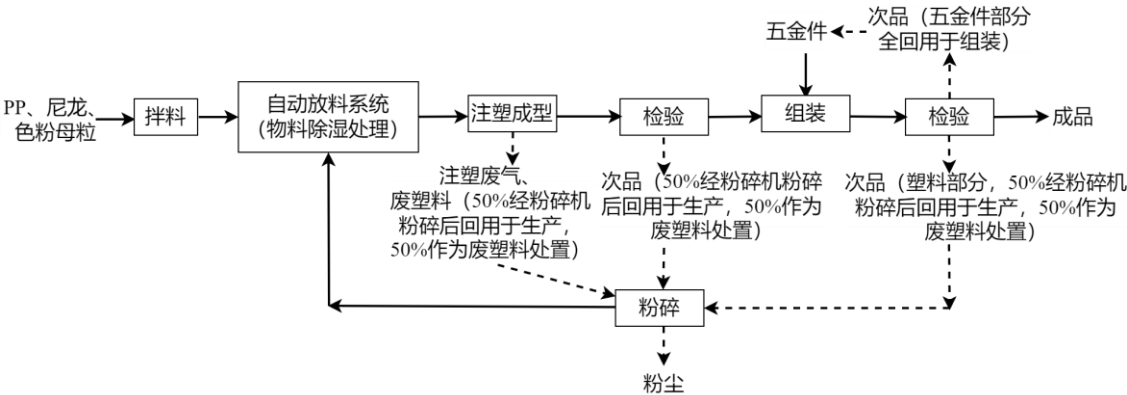 五金件
次品（五金件部分
全回用于组装）
PP、尼龙、
色粉母粒
拌料
自动放料系统
（物料除湿处理）
注塑成型
检验
组装
检验
成品
注塑废气、
废塑料（50%经粉碎机
粉碎后回用于生产，
50%作为废塑料处置）
次品（50%经粉碎机粉碎
后回用于生产，50%作为
废塑料处置）
次品（塑料部分，50%经粉碎机
粉碎后回用于生产，50%作为
废塑料处置）
粉碎
粉尘